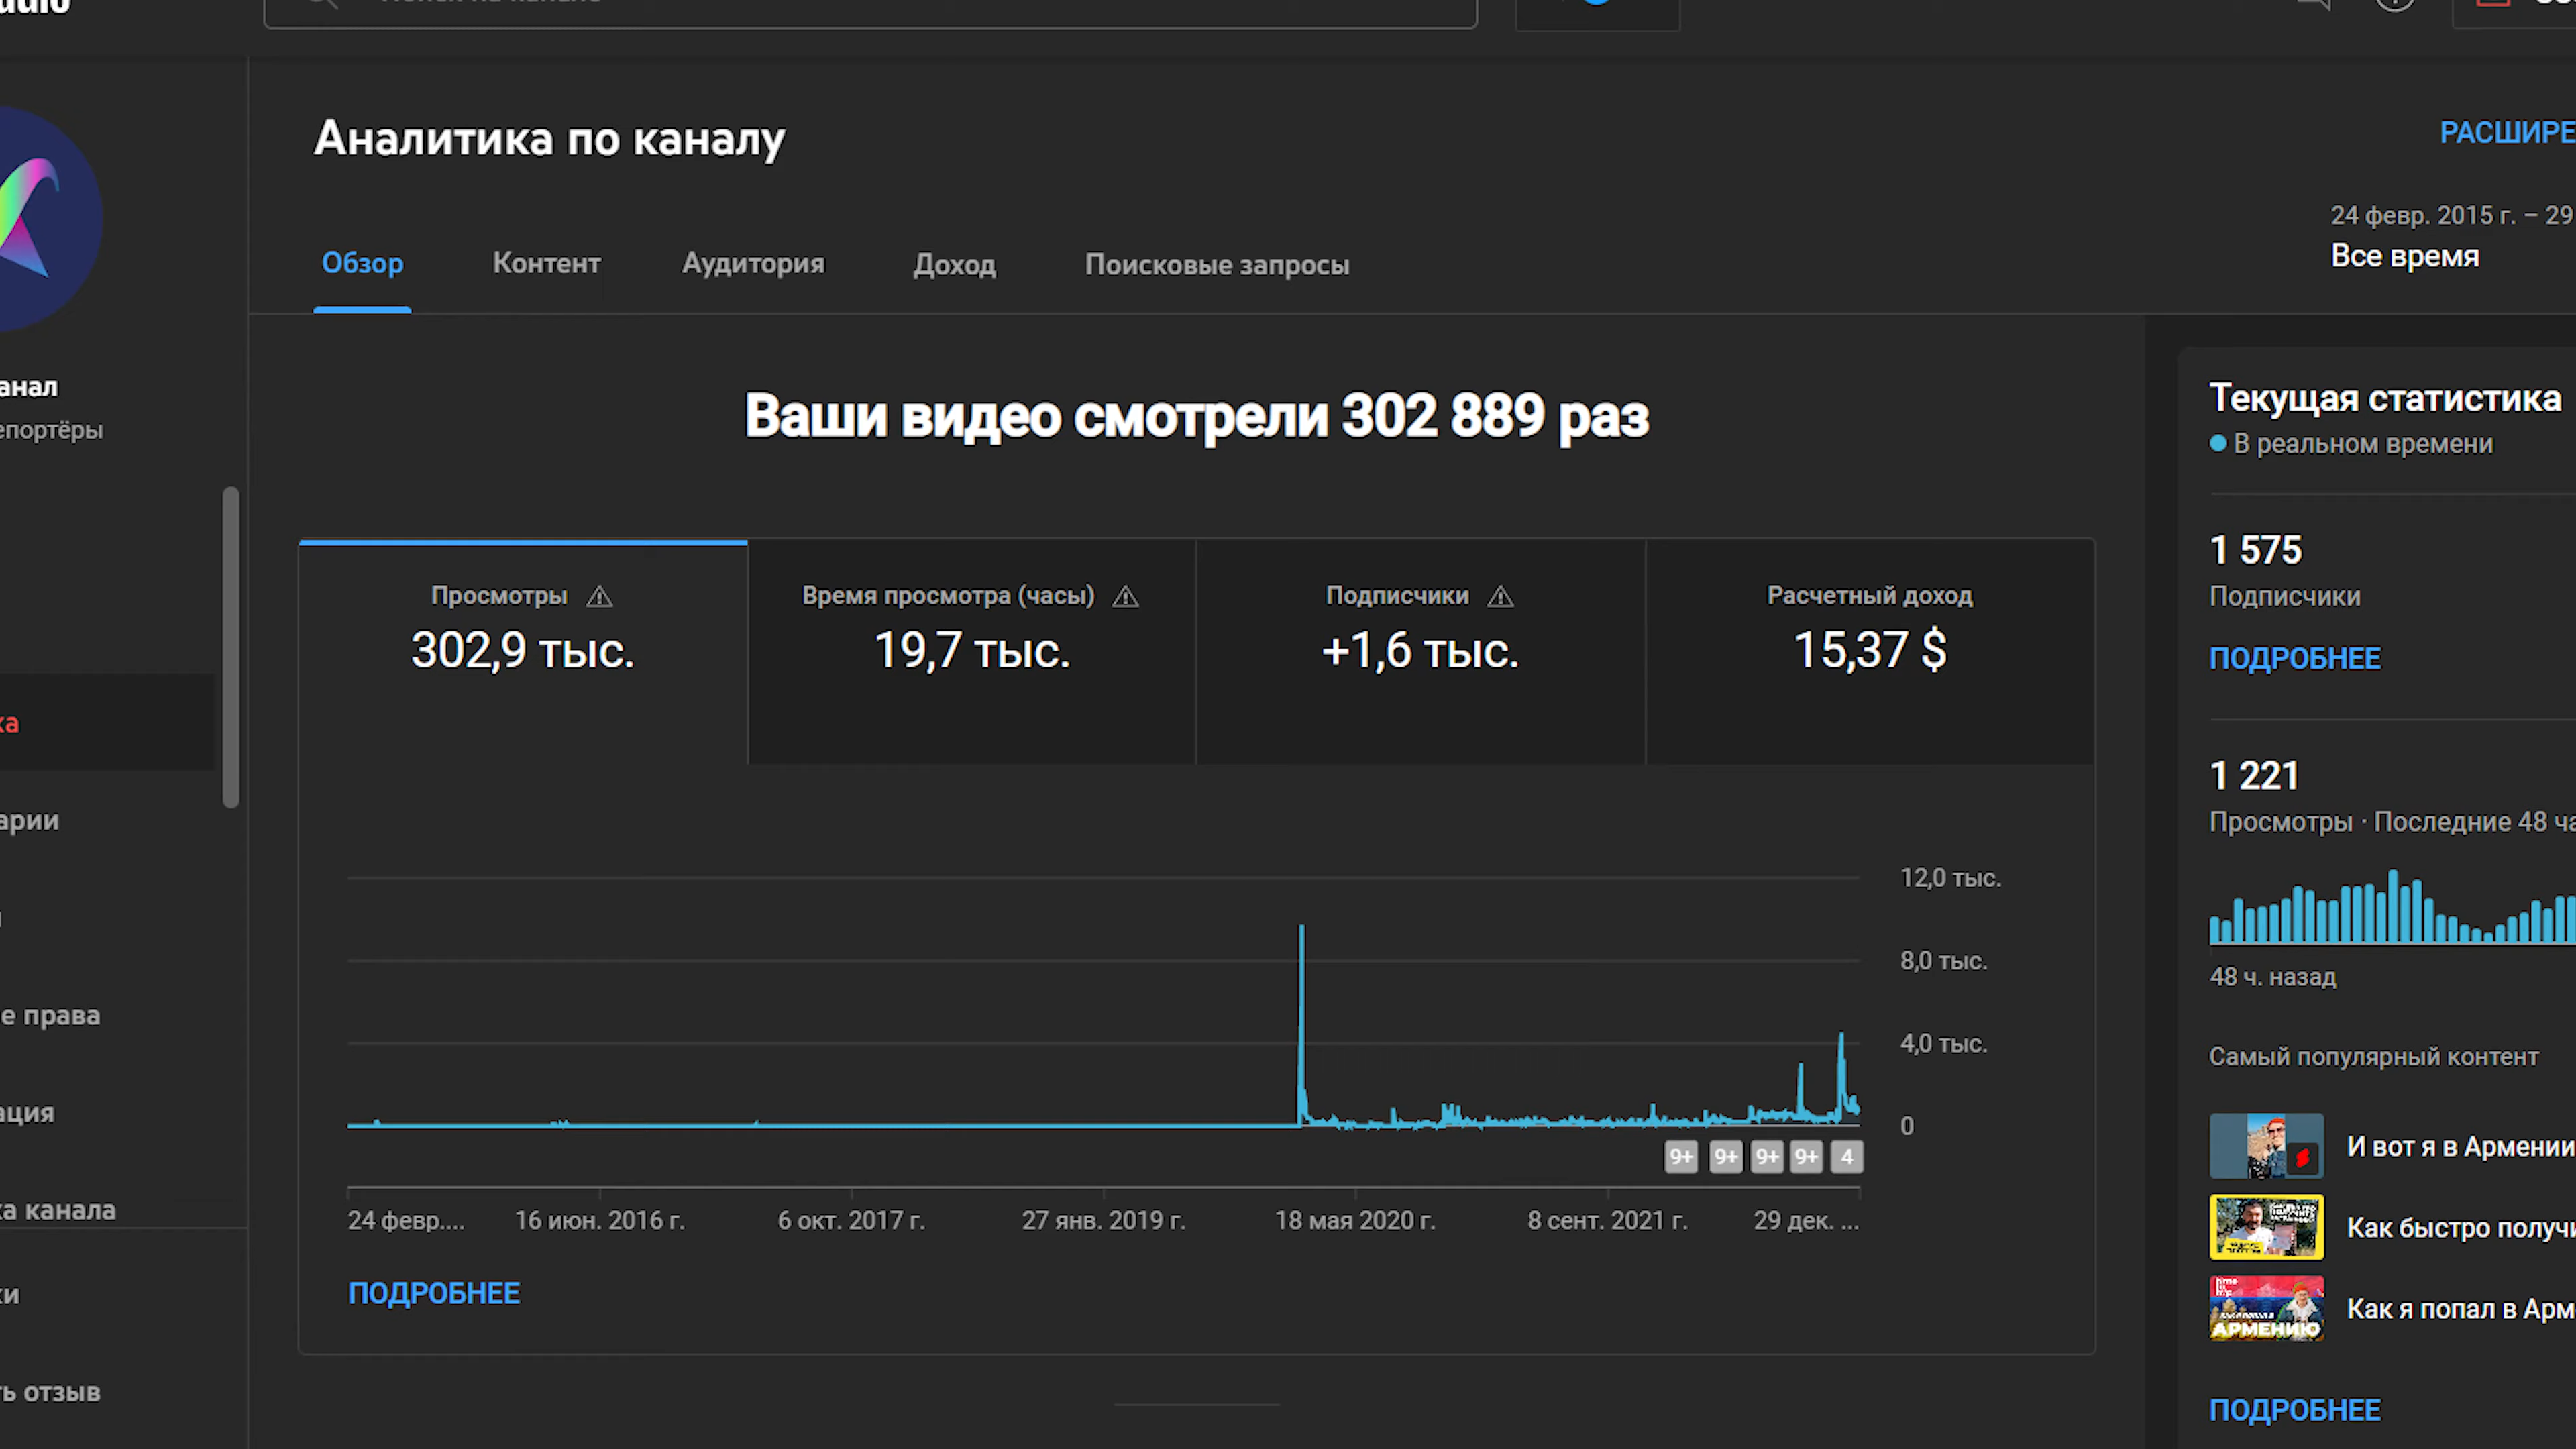 Аналитика по каналу
РАСШИРЕ
24 февр. 2015 г. – 29
Все время
Обзор
Контент
Аудитория
Доход
Поисковые запросы
анал
епортёры
ка
арии
е права
ация
ка канала
ки
ть отзыв
Ваши видео смотрели 302 889 раз
Просмотры
302,9 тыс.
Время просмотра (часы)
19,7 тыс.
Подписчики
+1,6 тыс.
Расчетный доход
15,37 $
12,0 тыс.
8,0 тыс.
4,0 тыс.
0
9+ 9+ 9+ 9+ 4
24 февр....
16 июн. 2016 г.
6 окт. 2017 г.
27 янв. 2019 г.
18 мая 2020 г.
8 сент. 2021 г.
29 дек. ...
ПОДРОБНЕЕ
Текущая статистика
В реальном времени
1 575
Подписчики
ПОДРОБНЕЕ
1 221
Просмотры · Последние 48 ча
48 ч. назад
Самый популярный контент
И вот я в Армении
Как быстро получи
АРМЕНИЮ
Как я попал в Арм
ПОДРОБНЕЕ